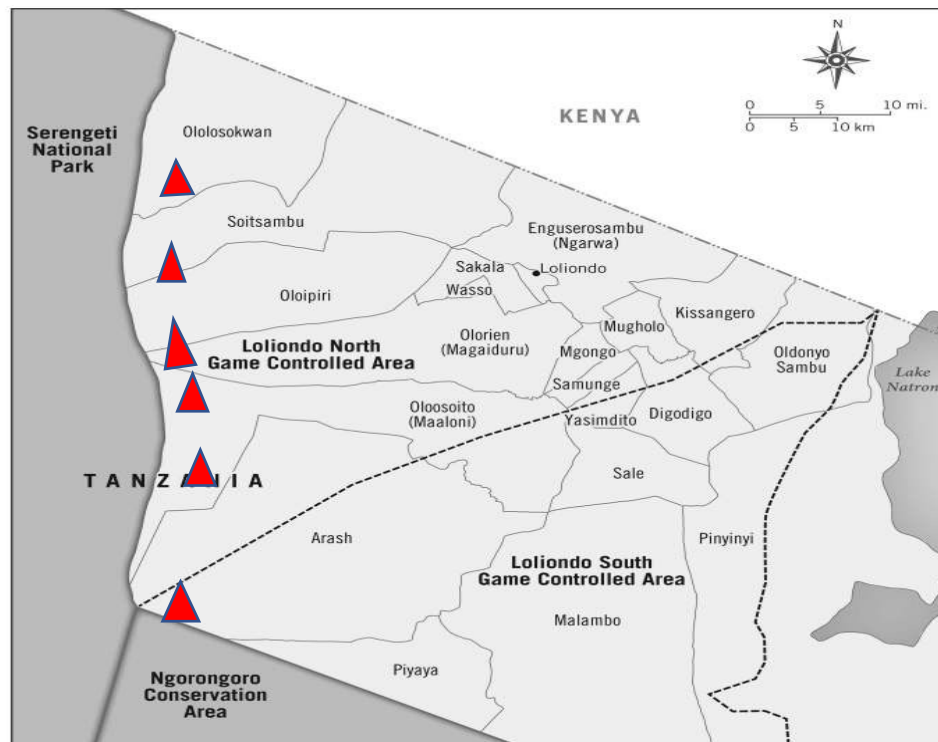 N
0 5 10 mi.
0 5 10 km
KENYA
Serengeti
National
Park
Ololosokwan
Soitsambu
Enguserosambu
(Ngarwa)
Sakala
Loliondo
Wasso
Oloipiri
Kissangero
Mugholo
Olorien
(Magaiduru)
Loliondo North
Game Controlled Area
Mgongo
Oldonyo
Sambu
Lake
Natron
Samunge
Oloosoito
(Maaloni)
Yasimdito
Digodigo
TANZANIA
Sale
Arash
Pinyinyi
Loliondo South
Game Controlled Area
Malambo
Piyaya
Ngorongoro
Conservation
Area